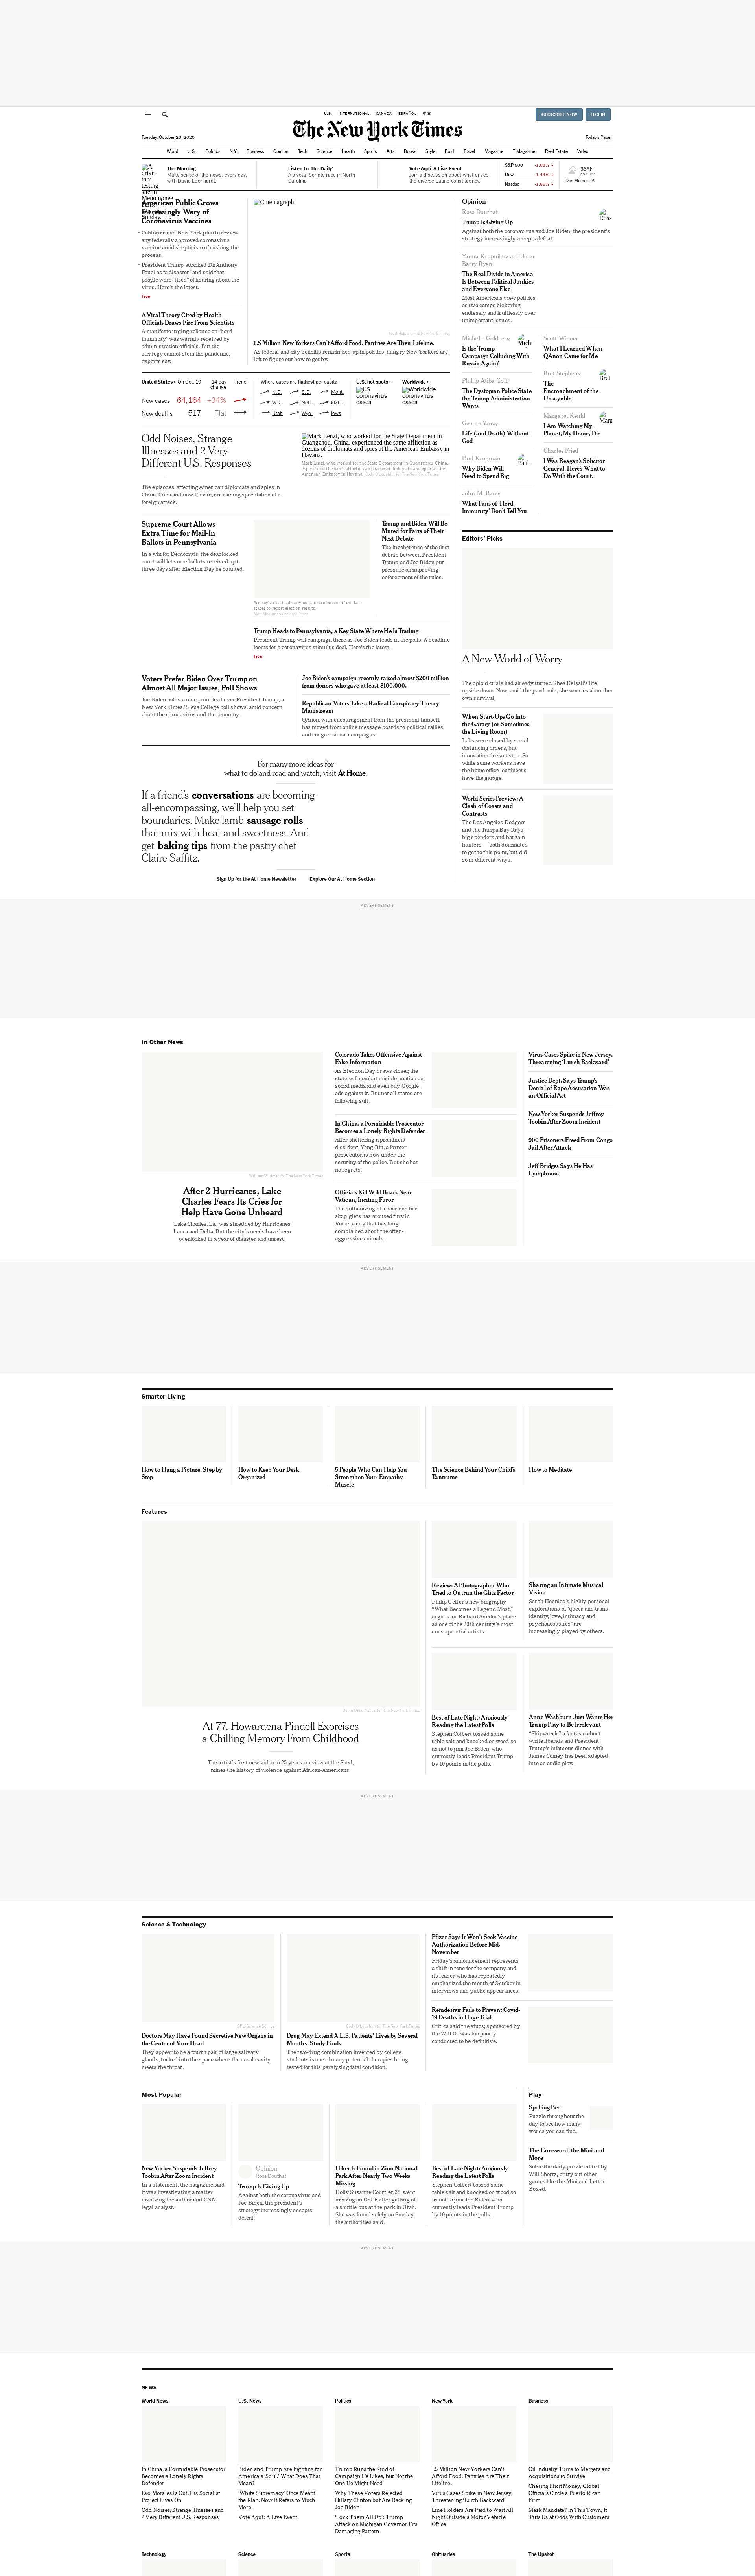 U.S. INTERNATIONAL CANADA ESPAÑOL 中文
SUBSCRIBE NOW LOG IN
Tuesday, October 20, 2020
The New York Times
Today's Paper
World U.S. Politics N.Y. Business Opinion Tech Science Health Sports Arts Books Style Food Travel Magazine T Magazine Real Estate Video
A drive-thru testing site in Menomonee
Sunday.
The Morning
Make sense of the news, every day, with David Leonhardt.
Listen to 'The Daily'
A pivotal Senate race in North Carolina.
Vote Aquí: A Live Event
Join a discussion about what drives the diverse Latino constituency.
S&P 500 -1.63% ↓
Dow -1.44% ↓
Nasdaq -1.65% ↓
33°F
Des Moines, IA
American Public Grows
Increasingly Wary of
Coronavirus Vaccines
• California and New York plan to
review any federally approved coronavirus
vaccine amid skepticism of rushing the
process.
• President Trump attacked Dr. Anthony
Fauci as "a disaster" and said that
people were "tired" of hearing about the
virus. Here's the latest.
Live
A Viral Theory Cited by Health
Officials Draws Fire From Scientists
A manifesto urging reliance on "herd
immunity" was warmly received by
administration officials. But the
strategy cannot stem the pandemic,
experts say.
Cinemagraph
1.5 Million New Yorkers Can't Afford Food. Pantries Are Their Lifeline.
As federal and city benefits remain tied up in politics, hungry New Yorkers are
left to figure out how to get by.
United States › On Oct. 19 14-day change Trend
New cases 64,164 +34%
New deaths 517 Flat
Where cases are highest per capita
N.D. S.D. Mont.
Wis. Neb. Idaho
Utah Wyo. Iowa
U.S. hot spots ›
US coronavirus cases
Worldwide ›
Worldwide coronavirus cases
Odd Noises, Strange
Illnesses and 2 Very
Different U.S. Responses
The episodes, affecting American diplomats and spies in
China, Cuba and now Russia, are raising speculation of a
foreign attack.
Mark Lenzi, who worked for the State Department in
Guangzhou, China, experienced the same affliction as
dozens of diplomats and spies at the American Embassy in
Havana.
Mark Lenzi, who worked for the State Department in Guangzhou, China,
experienced the same affliction as dozens of diplomats and spies at the
American Embassy in Havana.
Supreme Court Allows
Extra Time for Mail-In
Ballots in Pennsylvania
In a win for Democrats, the deadlocked
court will let some ballots received up to
three days after Election Day be counted.
Pennsylvania is already expected to be one of the last
states to report election results.
Trump and Biden Will Be
Muted for Parts of Their
Next Debate
The incoherence of the first
debate between President
Trump and Joe Biden put
pressure on improving
enforcement of the rules.
Trump Heads to Pennsylvania, a Key State Where He Is Trailing
President Trump will campaign there as Joe Biden leads in the polls. A deadline
looms for a coronavirus stimulus deal. Here's the latest.
Live
Voters Prefer Biden Over Trump on
Almost All Major Issues, Poll Shows
Joe Biden holds a nine-point lead over President Trump, a
New York Times/Siena College poll shows, amid concern
about the coronavirus and the economy.
Joe Biden's campaign recently raised almost $200 million
from donors who gave at least $100,000.
Republican Voters Take a Radical Conspiracy Theory
Mainstream
QAnon, with encouragement from the president himself,
has moved from online message boards to political rallies
and congressional campaigns.
For many more ideas for
what to do and read and watch, visit At Home.
If a friend's conversations are becoming
all-encompassing, we'll help you set
boundaries. Make lamb sausage rolls
that mix with heat and sweetness. And
get baking tips from the pastry chef
Claire Saffitz.
Sign Up for the At Home Newsletter Explore Our At Home Section
Opinion
Ross Douthat
Trump Is Giving Up
Against both the coronavirus and Joe Biden, the president's
strategy increasingly accepts defeat.
Ross
Yanna Krupnikov and John
Barry Ryan
The Real Divide in America
Is Between Political Junkies
and Everyone Else
Most Americans view politics
as two camps bickering
endlessly and fruitlessly over
unimportant issues.
Michelle Goldberg
Is the Trump
Campaign Colluding With
Russia Again?
Mich
Phillip Atiba Goff
The Dystopian Police State
the Trump Administration
Wants
George Yancy
Life (and Death) Without
God
Paul Krugman
Why Biden Will
Need to Spend Big
Paul
John M. Barry
What Fans of 'Herd
Immunity' Don't Tell You
Scott Wiener
What I Learned When
QAnon Came for Me
Bret Stephens
The
Encroachment of the
Unsayable
Bret
Margaret Renkl
I Am Watching My
Planet, My Home, Die
Marg
Charles Fried
I Was Reagan's Solicitor
General. Here's What to
Do With the Court.
Editors' Picks
A New World of Worry
The opioid crisis had already turned Rhea Kelsall's life
upside down. Now, amid the pandemic, she worries about her
own survival.
When Start-Ups Go Into
the Garage (or Sometimes
the Living Room)
Labs were closed by social
distancing orders, but
innovation doesn't stop. So
while some workers have
the home office, engineers
have the garage.
World Series Preview: A
Clash of Coasts and
Contrasts
The Los Angeles Dodgers
and the Tampa Bay Rays —
big spenders and bargain
hunters — both dominated
to get to this point, but did
so in different ways.
ADVERTISEMENT
In Other News
After 2 Hurricanes, Lake
Charles Fears Its Cries for
Help Have Gone Unheard
Lake Charles, La., was shredded by Hurricanes
Laura and Delta. But the city's needs have been
overlooked in a year of disaster and unrest.
Colorado Takes Offensive Against
False Information
As Election Day draws closer, the
state will combat misinformation on
social media and even buy Google
ads against it. But not all states are
following suit.
In China, a Formidable Prosecutor
Becomes a Lonely Rights Defender
After sheltering a prominent
dissident, Yang Bin, a former
prosecutor, is now under the
scrutiny of the police. But she has
no regrets.
Officials Kill Wild Boars Near
Vatican, Inciting Furor
The euthanizing of a boar and her
six piglets has aroused fury in
Rome, a city that has long
complained about the often-
aggressive animals.
Virus Cases Spike in New Jersey,
Threatening 'Lurch Backward'
Justice Dept. Says Trump's
Denial of Rape Accusation Was
an Official Act
New Yorker Suspends Jeffrey
Toobin After Zoom Incident
900 Prisoners Freed From Congo
Jail After Attack
Jeff Bridges Says He Has
Lymphoma
ADVERTISEMENT
Smarter Living
How to Hang a Picture, Step by
Step
How to Keep Your Desk
Organized
5 People Who Can Help You
Strengthen Your Empathy
Muscle
The Science Behind Your Child's
Tantrums
How to Meditate
Features
At 77, Howardena Pindell Exorcises
a Chilling Memory From Childhood
The artist's first new video in 25 years, on view at the Shed,
mines the history of violence against African-Americans.
Review: A Photographer Who
Tried to Outrun the Glitz Factor
Philip Gefter's new biography,
"What Becomes a Legend Most,"
argues for Richard Avedon's place
as one of the 20th century's most
consequential artists.
Sharing an Intimate Musical
Vision
Sarah Hennies's highly personal
explorations of "queer and trans
identity, love, intimacy and
psychoacoustics" are
increasingly played by others.
Best of Late Night: Anxiously
Reading the Latest Polls
Stephen Colbert tossed some
table salt and knocked on wood so
as not to jinx Joe Biden, who
currently leads President Trump
by 10 points in the polls.
Anne Washburn Just Wants Her
Trump Play to Be Irrelevant
"Shipwreck," a fantasia about
white liberals and President
Trump's infamous dinner with
James Comey, has been adapted
into an audio play.
ADVERTISEMENT
Science & Technology
Doctors May Have Found Secretive New Organs in
the Center of Your Head
They appear to be a fourth pair of large salivary
glands, tucked into the space where the nasal cavity
meets the throat.
Drug May Extend A.L.S. Patients' Lives by Several
Months, Study Finds
The two-drug combination invented by college
students is one of many potential therapies being
tested for this paralyzing fatal condition.
Pfizer Says It Won't Seek Vaccine
Authorization Before Mid-
November
Friday's announcement represents
a shift in tone for the company and
its leader, who has repeatedly
emphasized the month of October in
interviews and public appearances.
Remdesivir Fails to Prevent Covid-
19 Deaths in Huge Trial
Critics said the study, sponsored by
the W.H.O., was too poorly
conducted to be definitive.
Most Popular
New Yorker Suspends Jeffrey
Toobin After Zoom Incident
In a statement, the magazine said
it was investigating a matter
involving the author and CNN
legal analyst.
Opinion
Ross Douthat
Trump Is Giving Up
Against both the coronavirus and
Joe Biden, the president's
strategy increasingly accepts
defeat.
Hiker Is Found in Zion National
Park After Nearly Two Weeks
Missing
Holly Suzanne Courtier, 38, went
missing on Oct. 6 after getting off
a shuttle bus at the park in Utah.
She was found safely on Sunday,
the authorities said.
Best of Late Night: Anxiously
Reading the Latest Polls
Stephen Colbert tossed some
table salt and knocked on wood so
as not to jinx Joe Biden, who
currently leads President Trump
by 10 points in the polls.
Play
Spelling Bee
Puzzle throughout the
day to see how many
words you can find.
The Crossword, the Mini and
More
Solve the daily puzzle edited by
Will Shortz, or try out other
games like the Mini and Letter
Boxed.
ADVERTISEMENT
NEWS
World News
In China, a Formidable Prosecutor
Becomes a Lonely Rights
Defender
Evo Morales Is Out. His Socialist
Project Lives On.
Odd Noises, Strange Illnesses and
2 Very Different U.S. Responses
U.S. News
Biden and Trump Are Fighting for
America's 'Soul.' What Does That
Mean?
'White Supremacy' Once Meant
the Klan. Now It Refers to Much
More.
Vote Aquí: A Live Event
Politics
Trump Runs the Kind of
Campaign He Likes, but Not the
One He Might Need
Why These Voters Rejected
Hillary Clinton but Are Backing
Joe Biden
'Lock Them All Up': Trump
Attack on Michigan Governor Fits
Damaging Pattern
New York
1.5 Million New Yorkers Can't
Afford Food. Pantries Are Their
Lifeline.
Virus Cases Spike in New Jersey,
Threatening 'Lurch Backward'
Line Holders Are Paid to Wait All
Night Outside a Motor Vehicle
Office
Business
Oil Industry Turns to Mergers and
Acquisitions to Survive
Chasing Illicit Money, Global
Officials Circle a Puerto Rican
Firm
Mask Mandate? In This Town, It
'Puts Us at Odds With Customers'
Technology Science Sports Obituaries The Upshot